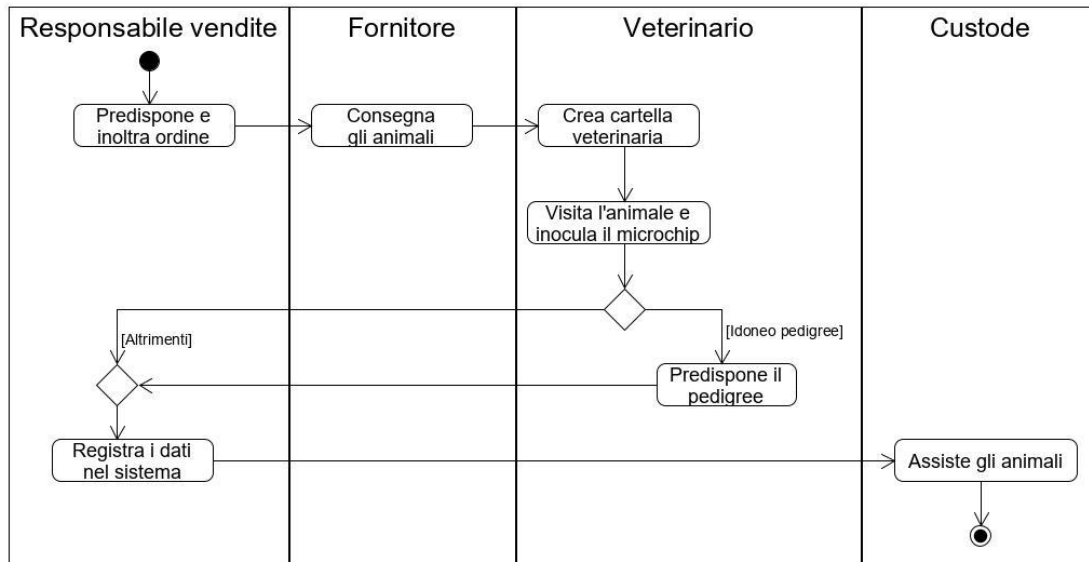 Responsabile vendite
Fornitore
Veterinario
Custode
Predispone e
inoltra ordine
Consegna
gli animali
Crea cartella
veterinaria
Visita l'animale e
inocula il microchip
[Altrimenti]
[Idoneo pedigree]
Predispone il
pedigree
Registra i dati
nel sistema
Assiste gli animali